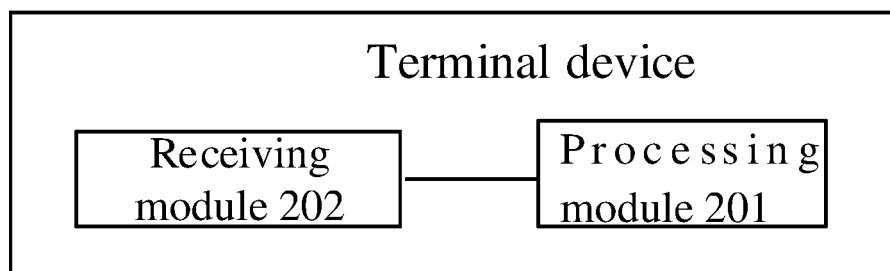 Terminal device
Receiving
module 202
Processing
module 201